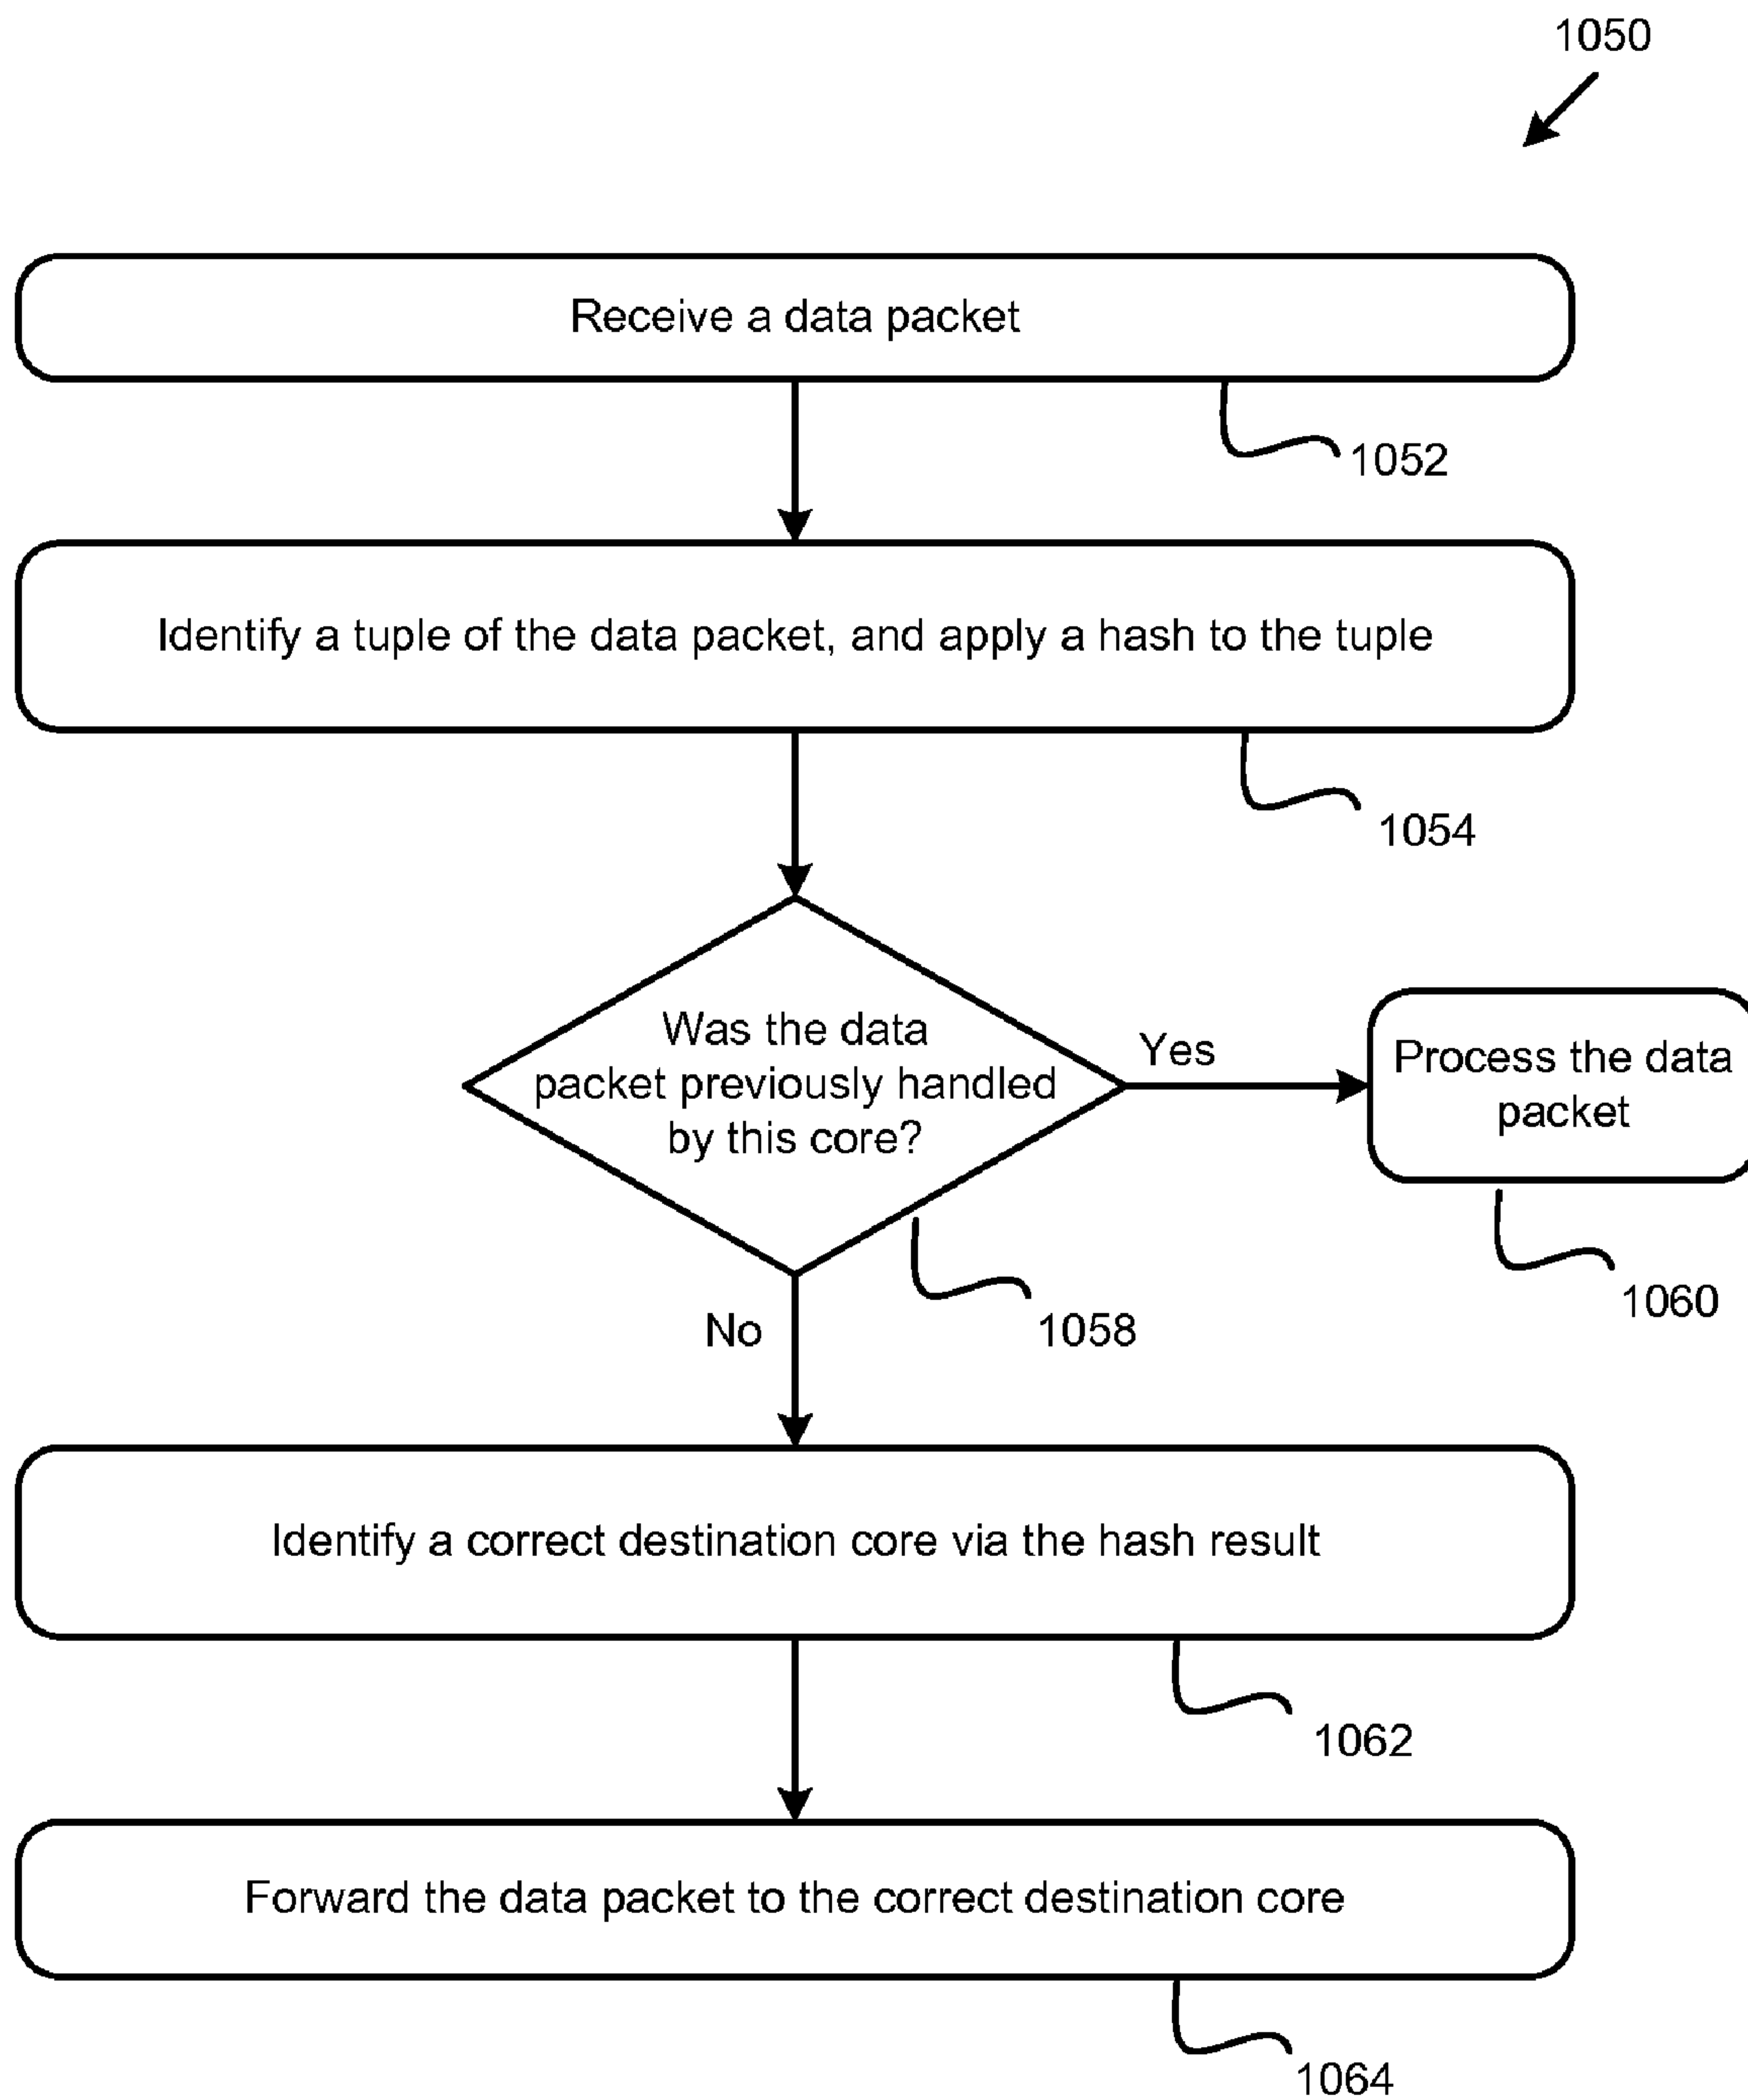 1050
Receive a data packet
1052
Identify a tuple of the data packet, and apply a hash to the tuple
1054
Was the data
packet previously handled
by this core?
Yes
Process the data
packet
1060
1058
No
Identify a correct destination core via the hash result
1062
Forward the data packet to the correct destination core
1064